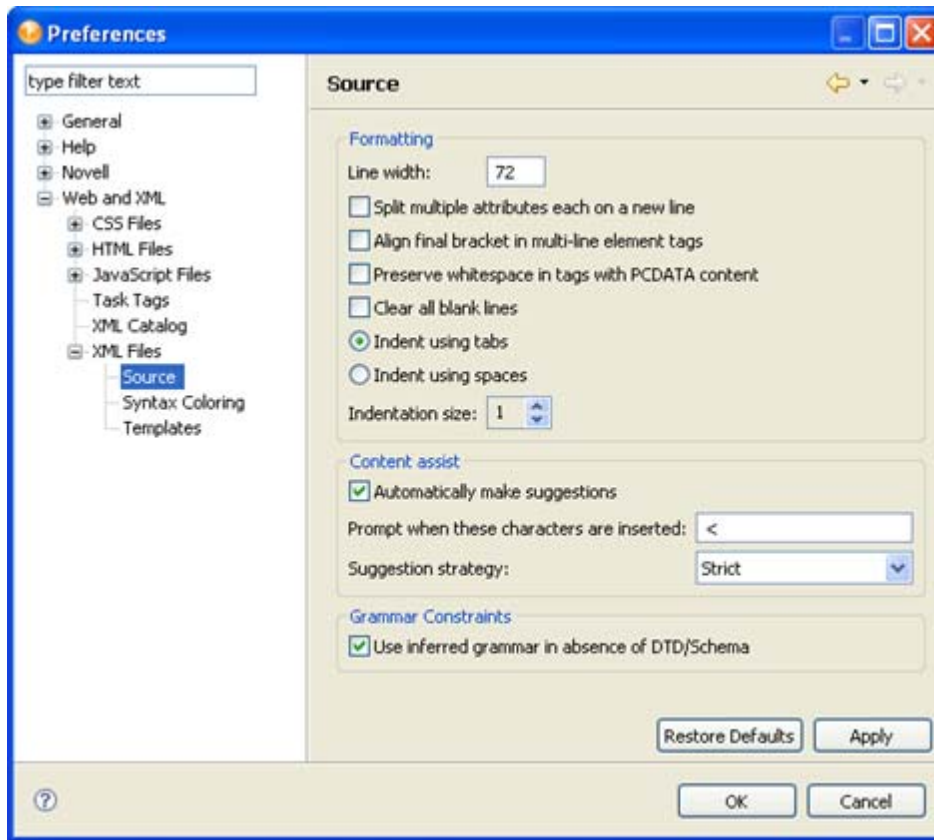 Preferences
type filter text
General
Help
Novell
Web and XML
CSS Files
HTML Files
JavaScript Files
Task Tags
XML Catalog
XML Files
Source
Syntax Coloring
Templates
Source
Formatting
Line width: 72
Split multiple attributes each on a new line
Align final bracket in multi-line element tags
Preserve whitespace in tags with PCDATA content
Clear all blank lines
Indent using tabs
Indent using spaces
Indentation size: 1
Content assist
Automatically make suggestions
Prompt when these characters are inserted: <
Suggestion strategy: Strict
Grammar Constraints
Use inferred grammar in absence of DTD/Schema
Restore Defaults Apply
? OK Cancel